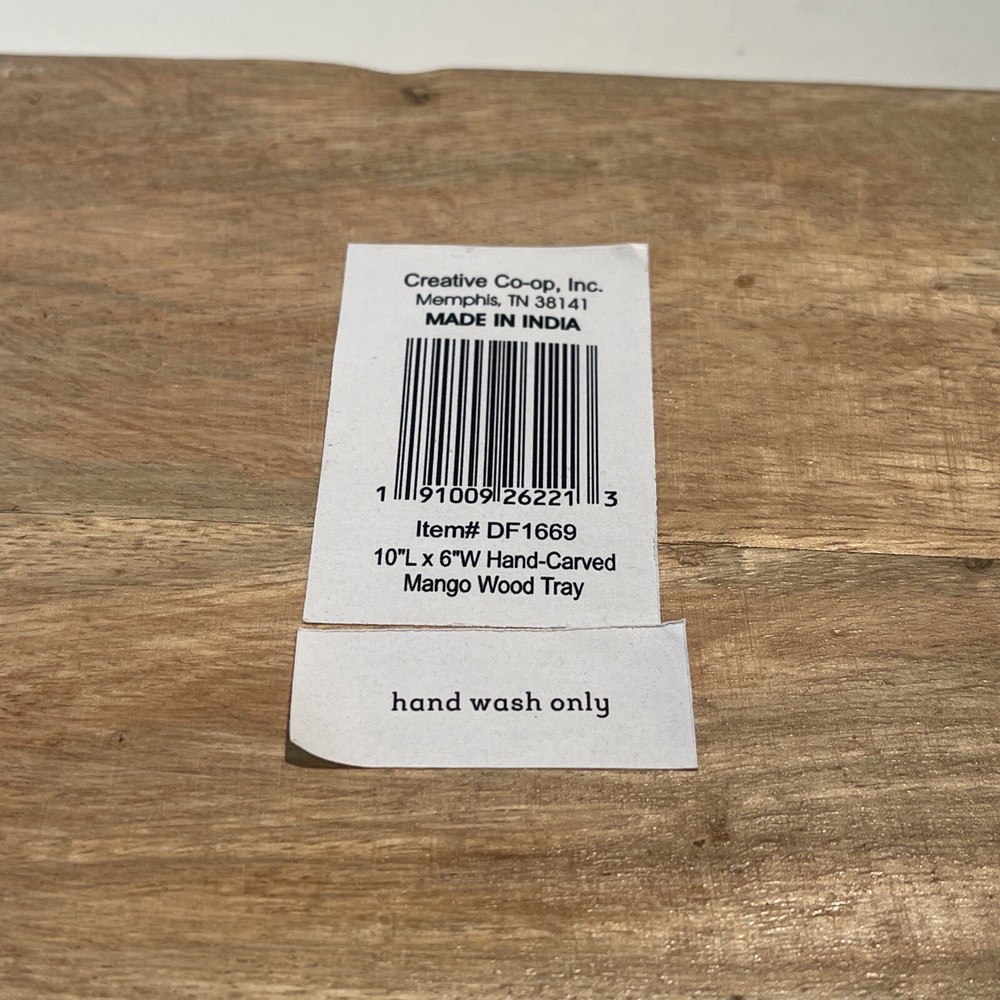 Creative Co-op, Inc.
Memphis, TN 38141
MADE IN INDIA
1 91009 26221 3
Item# DF1669
10"L x 6"W Hand-Carved
Mango Wood Tray
hand wash only